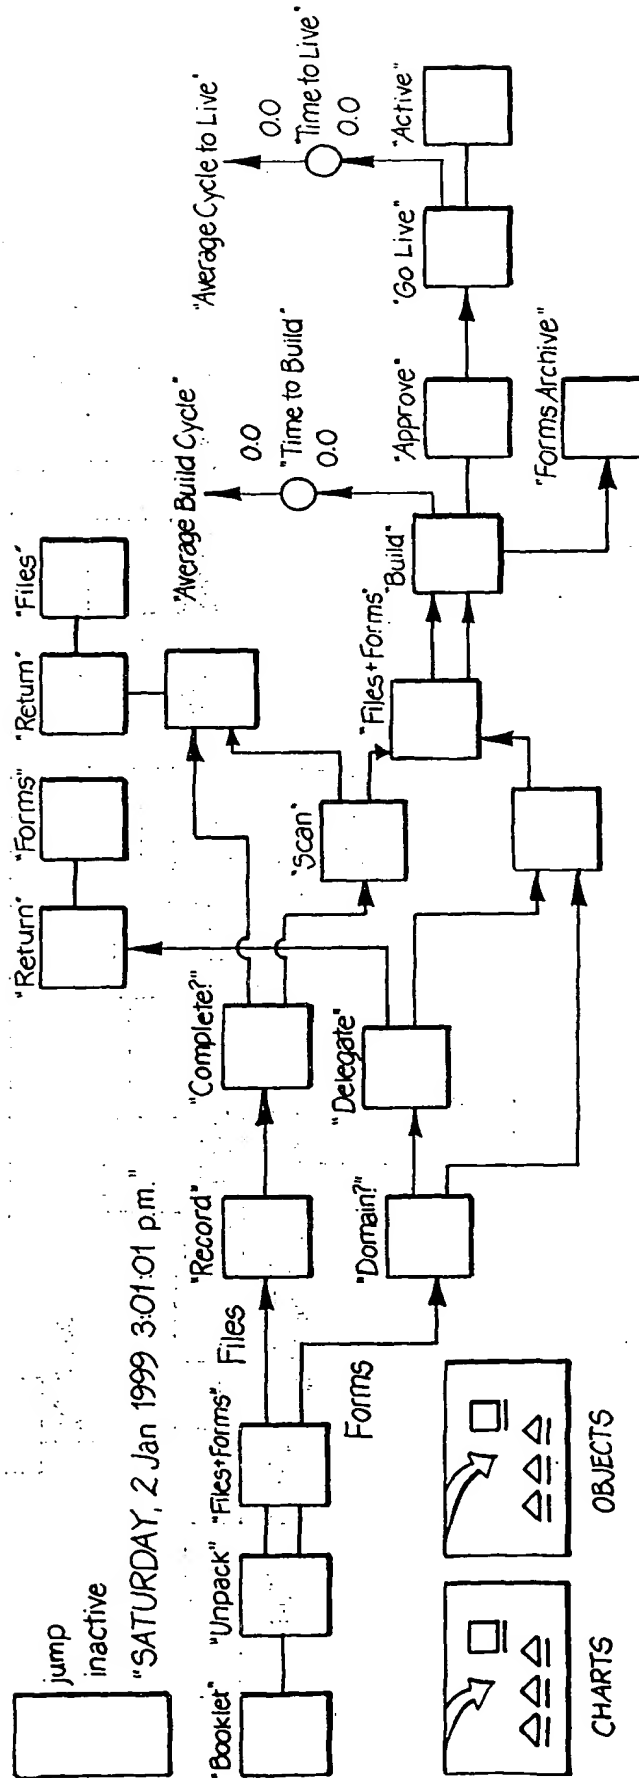 jump
inactive
"SATURDAY, 2 Jan 1999 3:01:01 p.m."
"Booklet"
"Unpack"
"Files+Forms"
Files
Forms
"Record"
"Complete?"
"Domain?"
"Delegate"
"Return"
"Forms"
"Return"
"Files"
"Scan"
"Files+Forms"
"Build"
"Average Build Cycle"
0.0
"Time to Build"
0.0
"Approve"
"Forms Archive"
"Go Live"
"Average Cycle to Live"
0.0
"Time to Live"
0.0
"Active"
CHARTS
OBJECTS